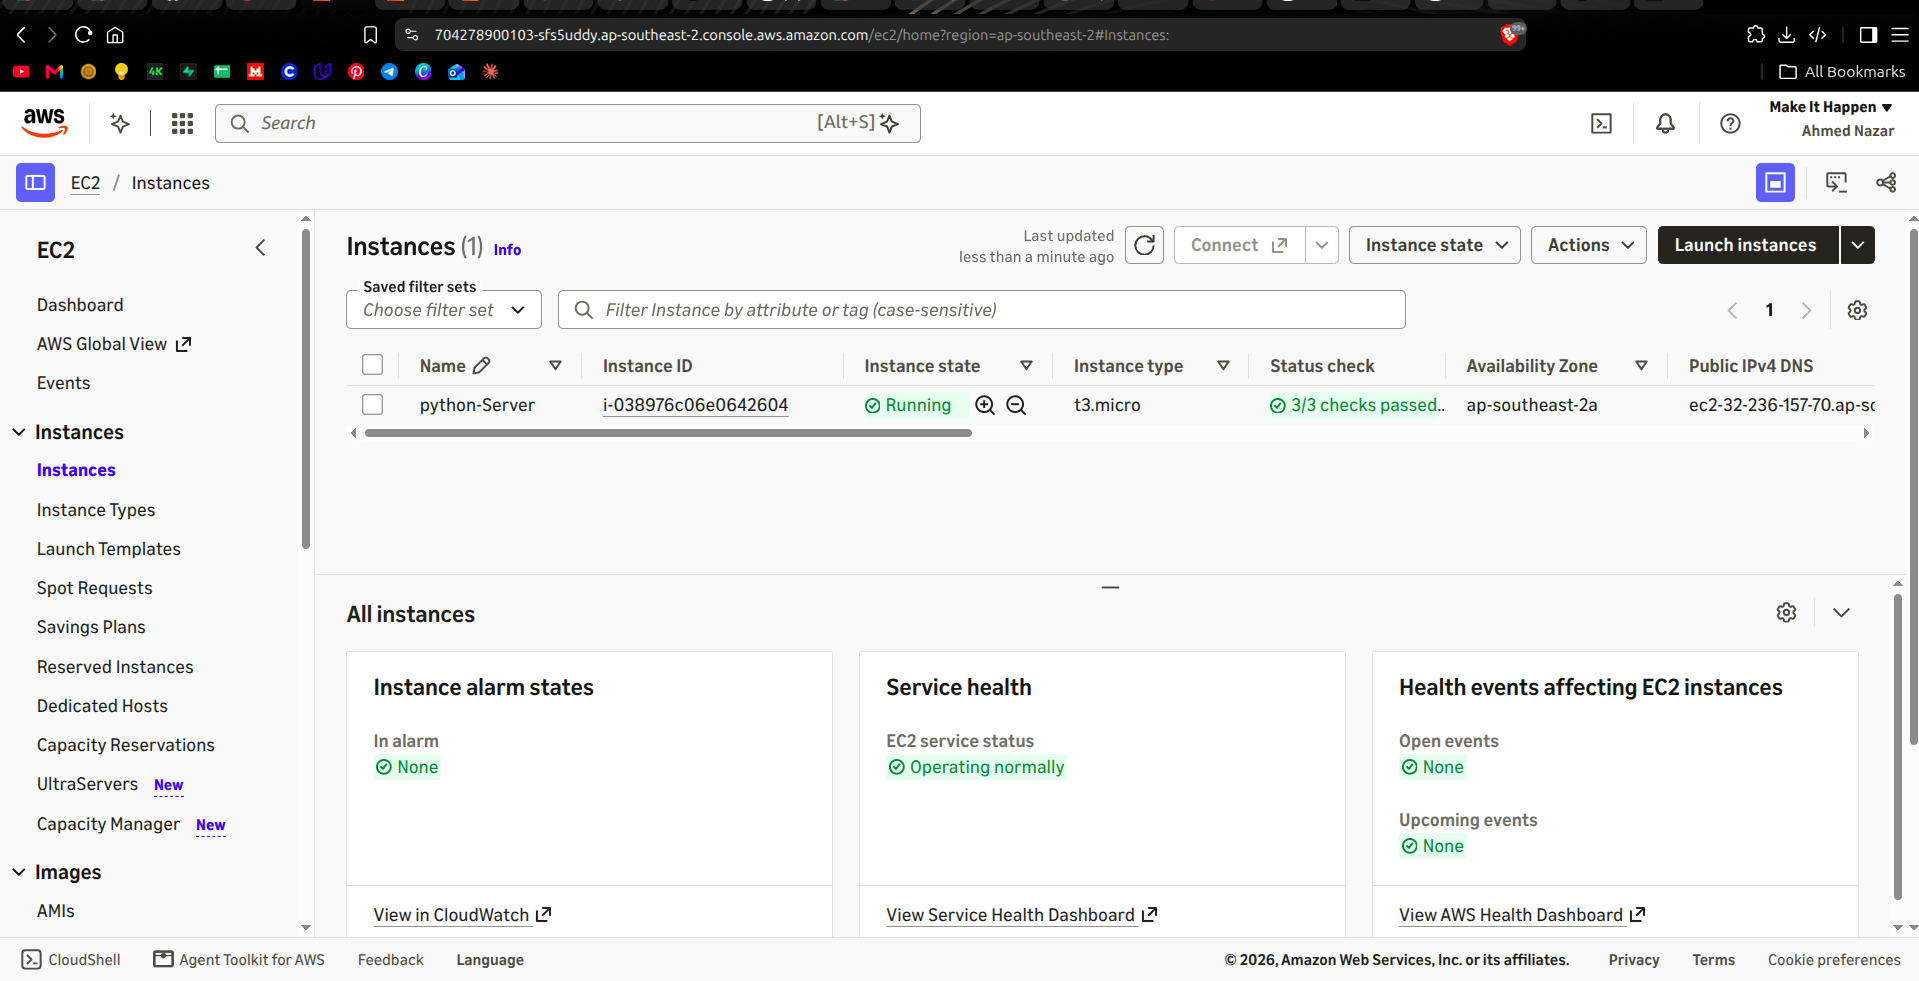 704278900103-sfs5uddy.ap-southeast-2.console.aws.amazon.com/ec2/home?region=ap-southeast-2#Instances:
99+
4K
All Bookmarks
aws
Search
[Alt+S]
Make It Happen
Ahmed Nazar
EC2 / Instances
EC2
Dashboard
AWS Global View
Events
Instances
Instances
Instance Types
Launch Templates
Spot Requests
Savings Plans
Reserved Instances
Dedicated Hosts
Capacity Reservations
UltraServers New
Capacity Manager New
Images
AMIs
Instances (1) Info
Last updated
less than a minute ago
Connect
Instance state
Actions
Launch instances
Saved filter sets
Choose filter set
Filter Instance by attribute or tag (case-sensitive)
1
Name Instance ID Instance state Instance type Status check Availability Zone Public IPv4 DNS
python-Server i-038976c06e0642604 Running t3.micro 3/3 checks passed.. ap-southeast-2a ec2-32-236-157-70.ap-sc
All instances
Instance alarm states
In alarm
None
View in CloudWatch
Service health
EC2 service status
Operating normally
View Service Health Dashboard
Health events affecting EC2 instances
Open events
None
Upcoming events
None
View AWS Health Dashboard
CloudShell
Agent Toolkit for AWS
Feedback
Language
© 2026, Amazon Web Services, Inc. or its affiliates.
Privacy
Terms
Cookie preferences